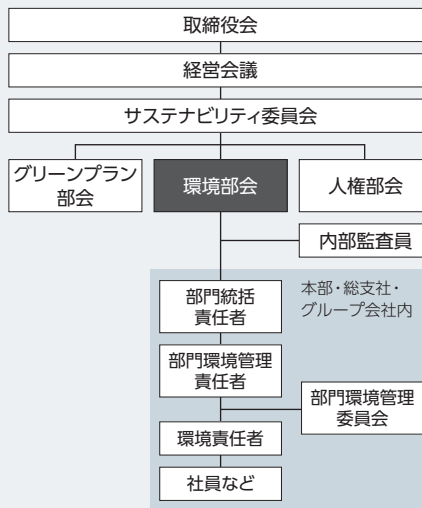 取締役会
経営会議
サステナビリティ委員会
グリーンプラン
部会
環境部会
人権部会
内部監査員
本部・総支社・
グループ会社内
部門統括
責任者
部門環境管理
責任者
部門環境管理
委員会
環境責任者
社員など